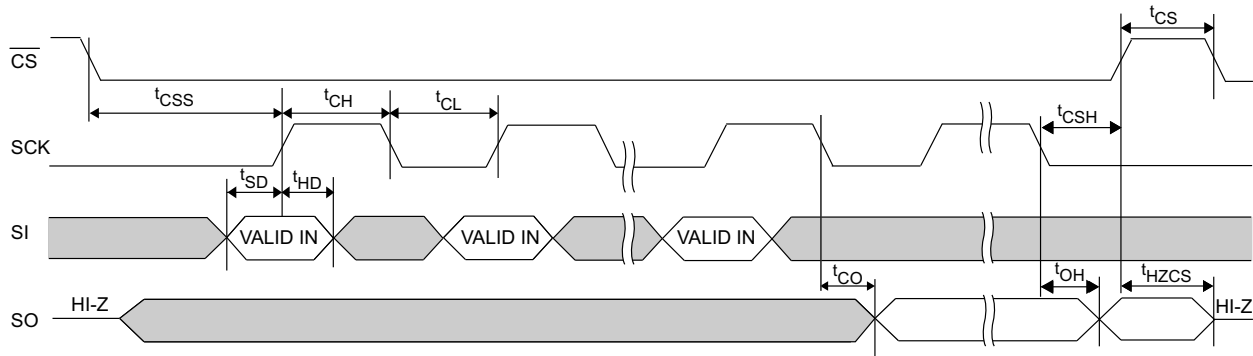 tCS
CS
tCSS
tCH
tCL
tCSH
SCK
tSD
tHD
SI
VALID IN
VALID IN
VALID IN
tCO
tOH
tHZCS
HI-Z
HI-Z
SO